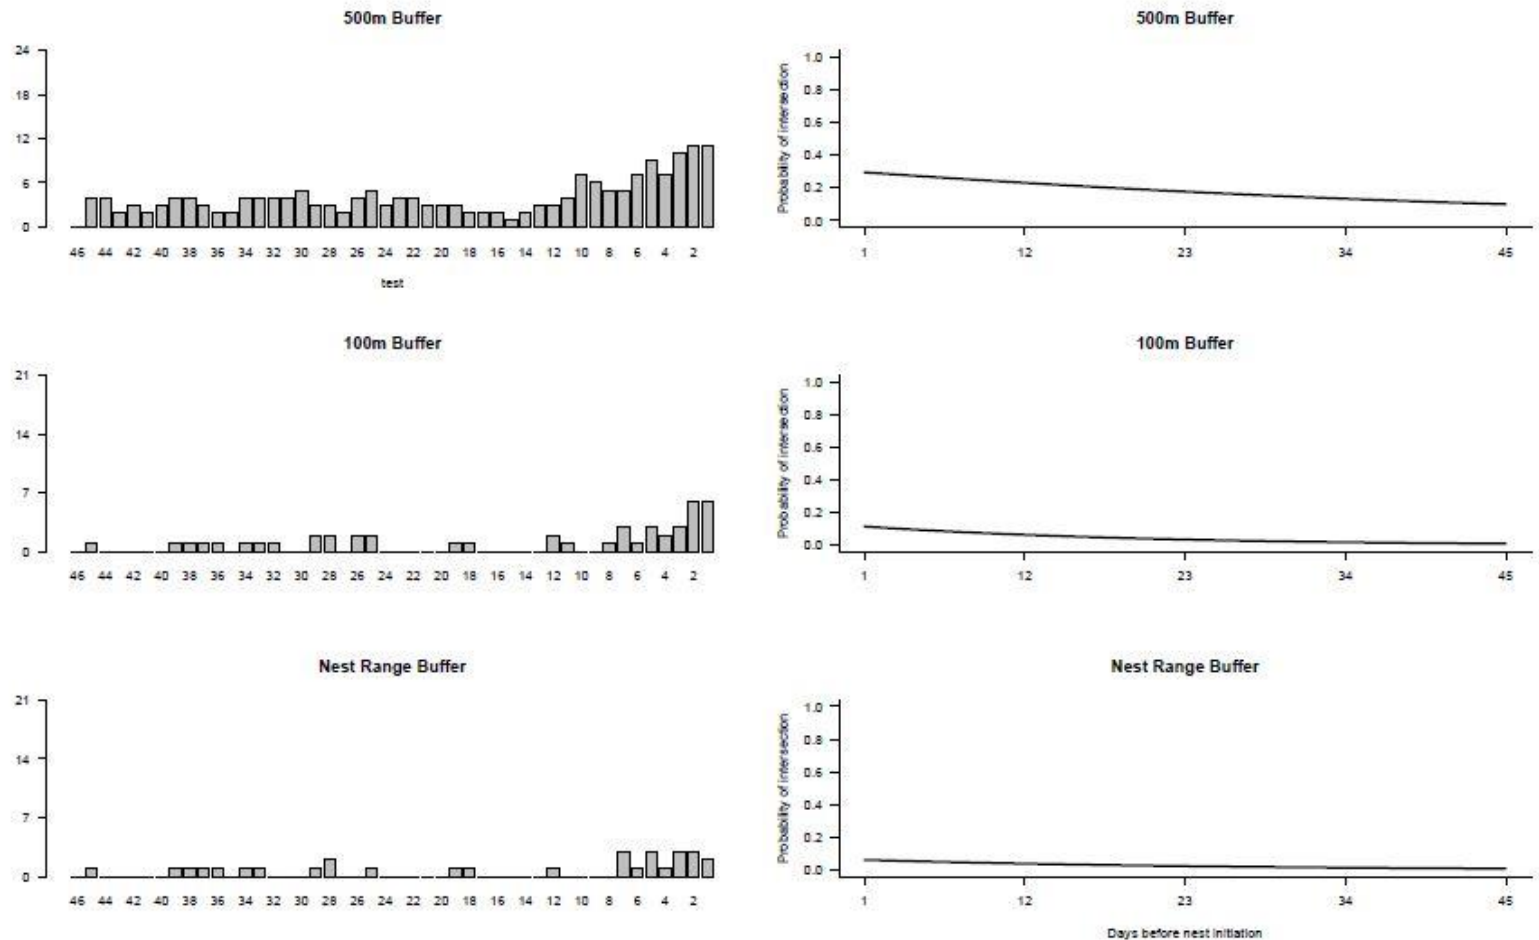 500m Buffer
24
18
12
6
0
46 44 42 40 38 36 34 32 30 28 26 24 22 20 18 16 14 12 10 8 6 4 2
test
500m Buffer
Probability of intersection
1.0
0.8
0.6
0.4
0.2
0.0
1 12 23 34 45
100m Buffer
21
14
7
0
46 44 42 40 38 36 34 32 30 28 26 24 22 20 18 16 14 12 10 8 6 4 2
100m Buffer
Probability of intersection
1.0
0.8
0.6
0.4
0.2
0.0
1 12 23 34 45
Nest Range Buffer
21
14
7
0
46 44 42 40 38 36 34 32 30 28 26 24 22 20 18 16 14 12 10 8 6 4 2
Nest Range Buffer
Probability of intersection
1.0
0.8
0.6
0.4
0.2
0.0
1 12 23 34 45
Days before nest initiation